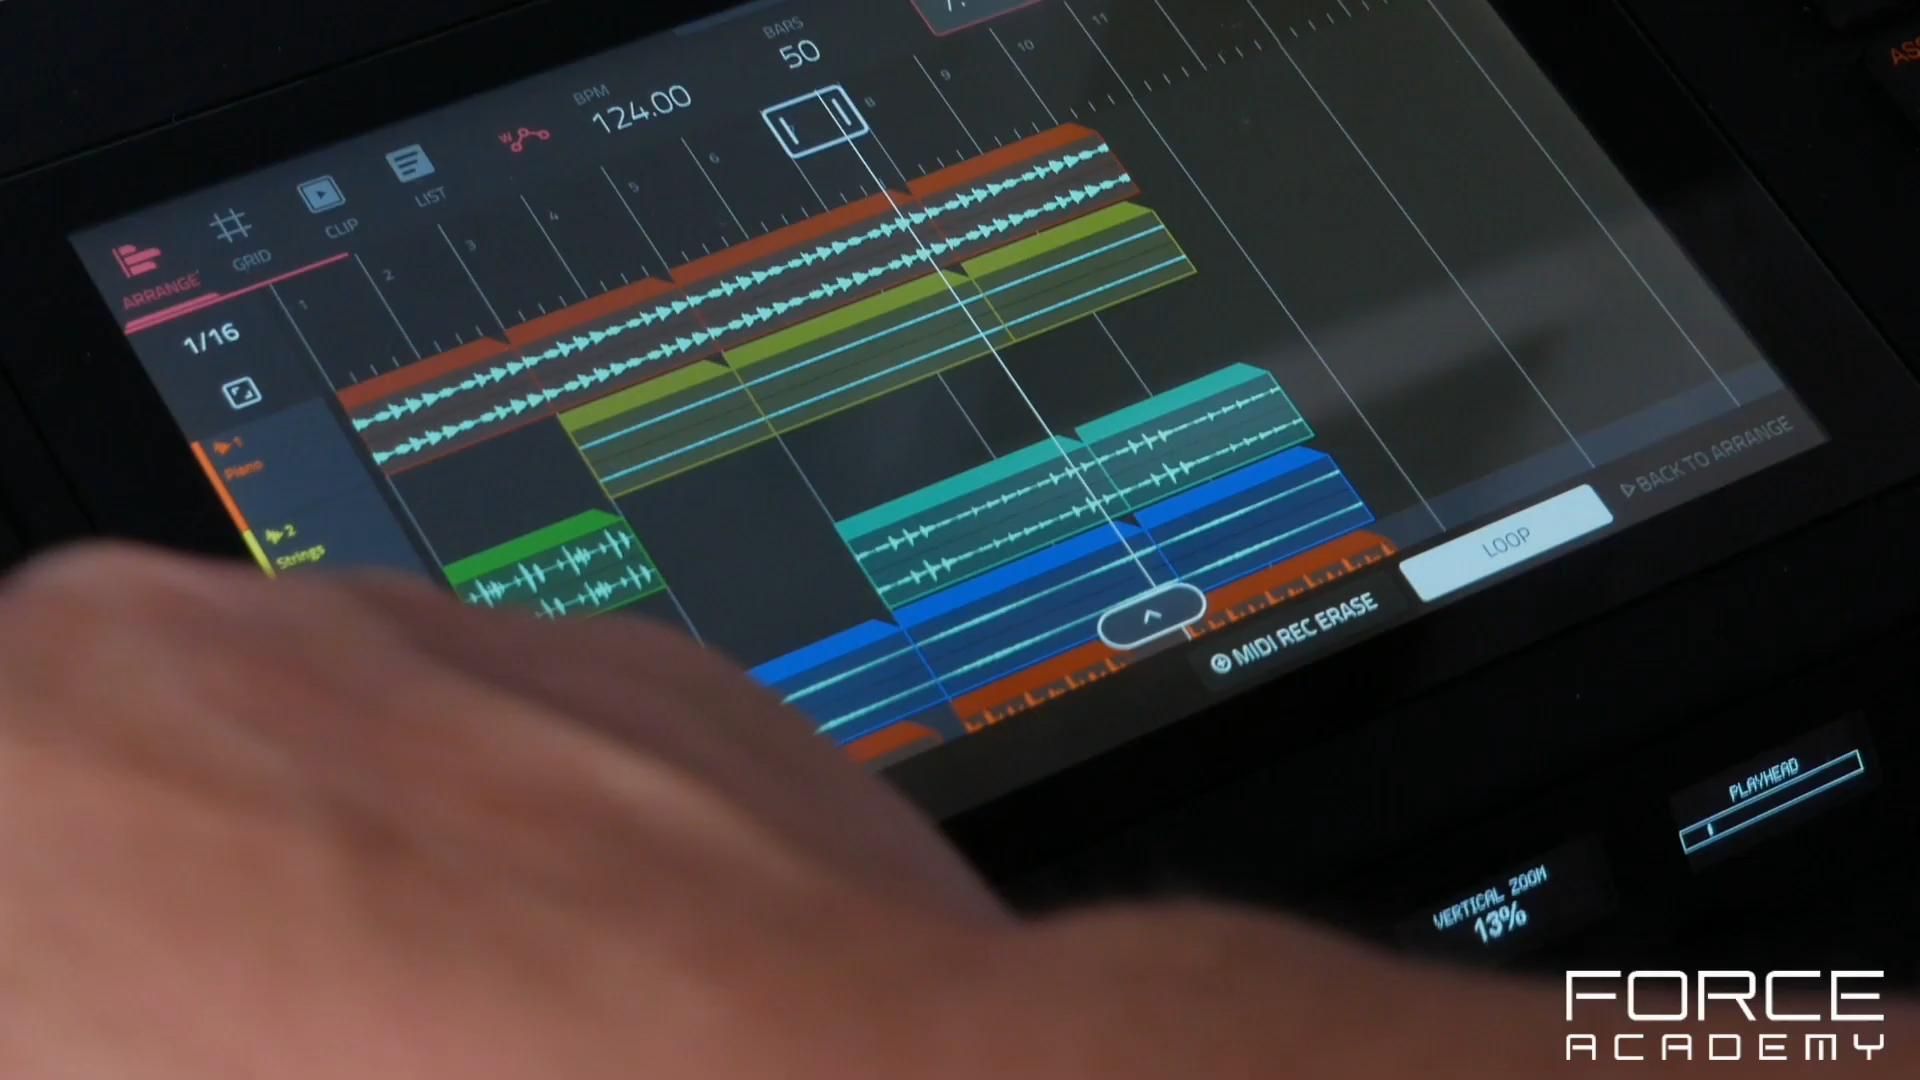 BARS
50
BPM
124.00
LIST
CLIP
GRID
ARRANGE
1
2
3
4
5
6
8
9
10
11
1/16
1
Piano
2
Strings
BACK TO ARRANGE
LOOP
MIDI REC ERASE
PLAYHEAD
VERTICAL ZOOM
13%
FORCE
ACADEMY